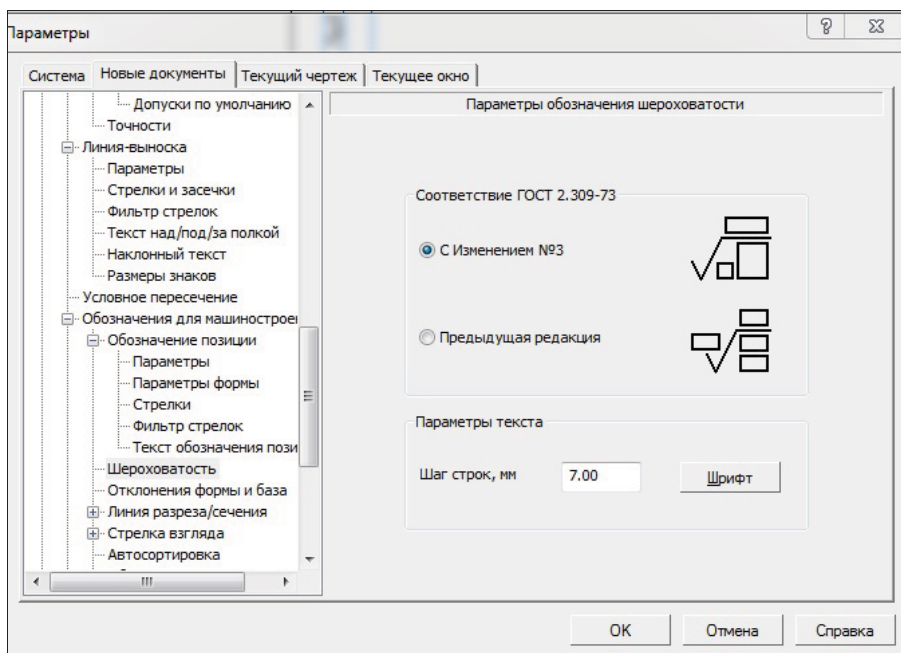 Параметры
Система
Новые документы
Текущий чертеж
Текущее окно
Допуски по умолчанию
Точности
Линия-выноска
Параметры
Стрелки и засечки
Фильтр стрелок
Текст над/под/за полкой
Наклонный текст
Размеры знаков
Условное пересечение
Обозначения для машинострое
Обозначение позиции
Параметры
Параметры формы
Стрелки
Фильтр стрелок
Текст обозначения пози
Шероховатость
Отклонения формы и база
Линия разреза/сечения
Стрелка взгляда
Автосортировка
Параметры обозначения шероховатости
Соответствие ГОСТ 2.309-73
С Изменением №3
Предыдущая редакция
Параметры текста
Шаг строк, мм
7.00
Шрифт
OK
Отмена
Справка